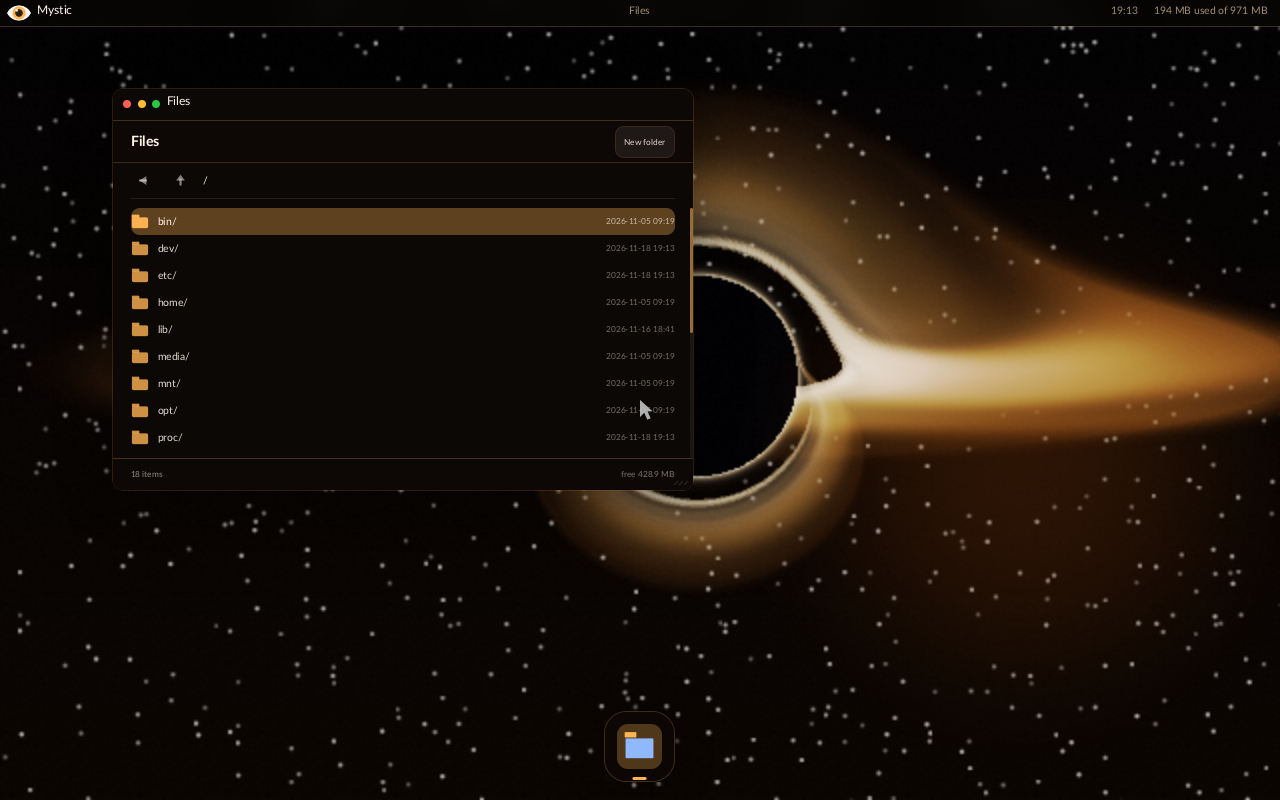 Mystic Files 19:13 194 MB used of 971 MB
Files
Files New folder
/
bin/ 2026-11-05 09:19
dev/ 2026-11-18 19:13
etc/ 2026-11-18 19:13
home/ 2026-11-05 09:19
lib/ 2026-11-16 18:41
media/ 2026-11-05 09:19
mnt/ 2026-11-05 09:19
opt/ 09:19
proc/ 2026-11-18 19:13
18 items free 428.9 MB